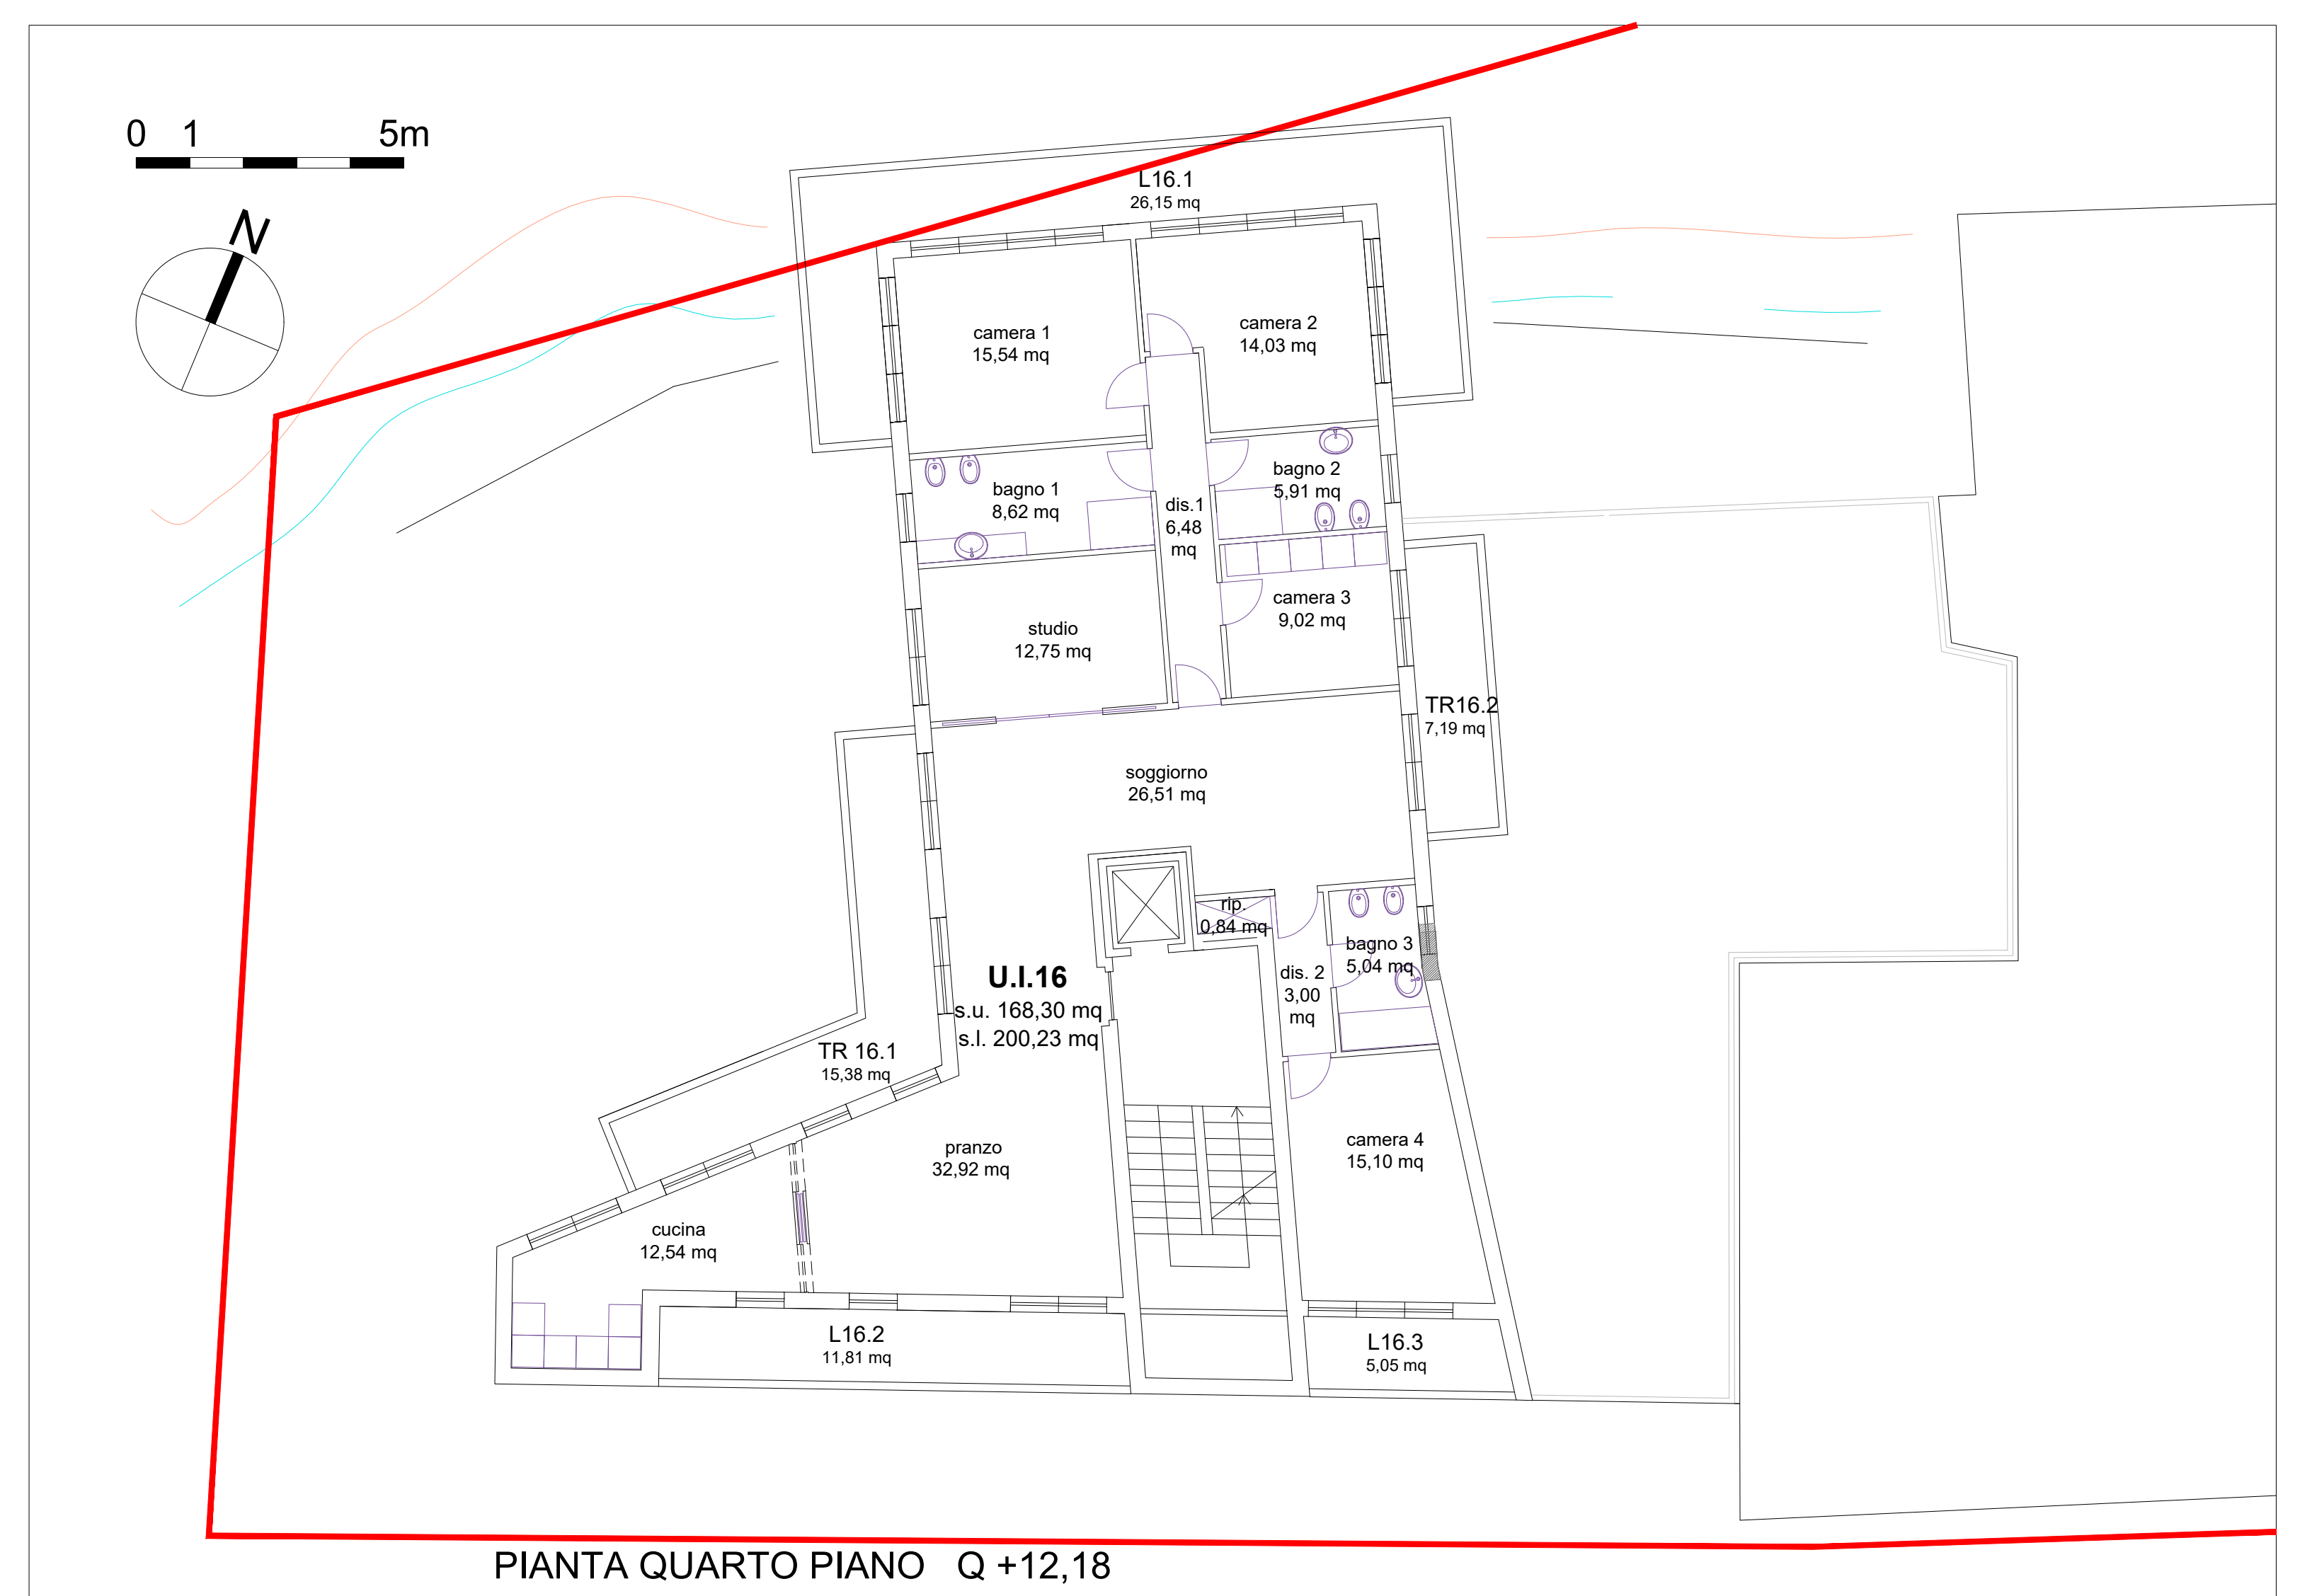 0 1 5m
N
L16.1
26,15 mq
camera 1
15,54 mq
camera 2
14,03 mq
bagno 1
8,62 mq
bagno 2
5,91 mq
dis.1
6,48
mq
camera 3
9,02 mq
studio
12,75 mq
TR16.2
7,19 mq
soggiorno
26,51 mq
rip.
0,84 mq
bagno 3
5,04 mq
dis. 2
3,00
mq
U.I.16
s.u. 168,30 mq
s.l. 200,23 mq
TR 16.1
15,38 mq
pranzo
32,92 mq
camera 4
15,10 mq
cucina
12,54 mq
L16.2
11,81 mq
L16.3
5,05 mq
PIANTA QUARTO PIANO Q +12,18